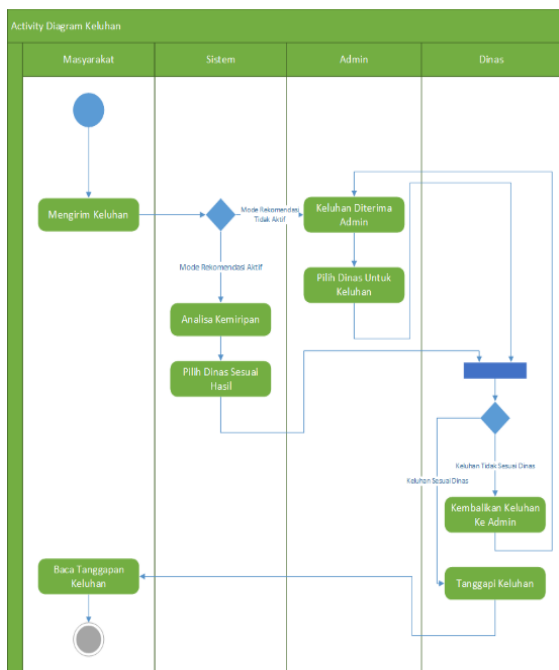 Activity Diagram Keluhan
Masyarakat
Sistem
Admin
Dinas
Mengirim Keluhan
Mode Rekomendasi
Tidak Aktif
Keluhan Diterima
Admin
Mode Rekomendasi Aktif
Pilih Dinas Untuk
Keluhan
Analisa Kemiripan
Pilih Dinas Sesuai
Hasil
Keluhan Tidak Sesuai Dinas
Keluhan Sesuai Dinas
Kembalikan Keluhan
Ke Admin
Baca Tanggapan
Keluhan
Tanggapi Keluhan